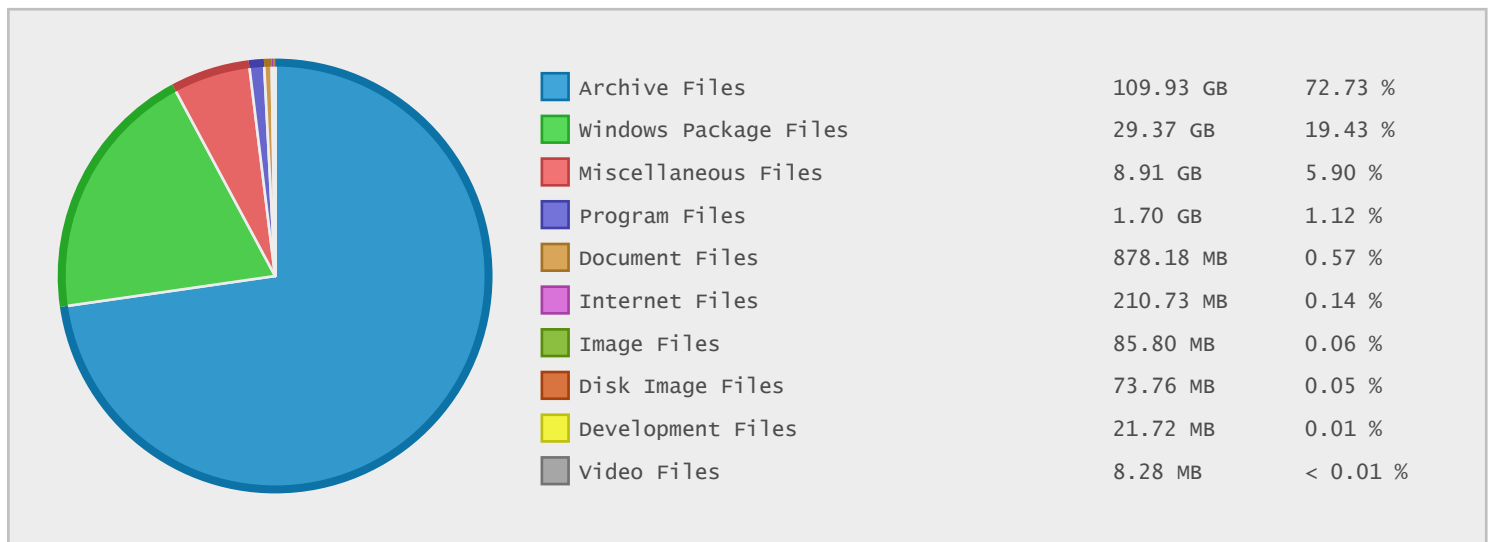 Archive Files 109.93 GB 72.73 %
Windows Package Files 29.37 GB 19.43 %
Miscellaneous Files 8.91 GB 5.90 %
Program Files 1.70 GB 1.12 %
Document Files 878.18 MB 0.57 %
Internet Files 210.73 MB 0.14 %
Image Files 85.80 MB 0.06 %
Disk Image Files 73.76 MB 0.05 %
Development Files 21.72 MB 0.01 %
Video Files 8.28 MB < 0.01 %